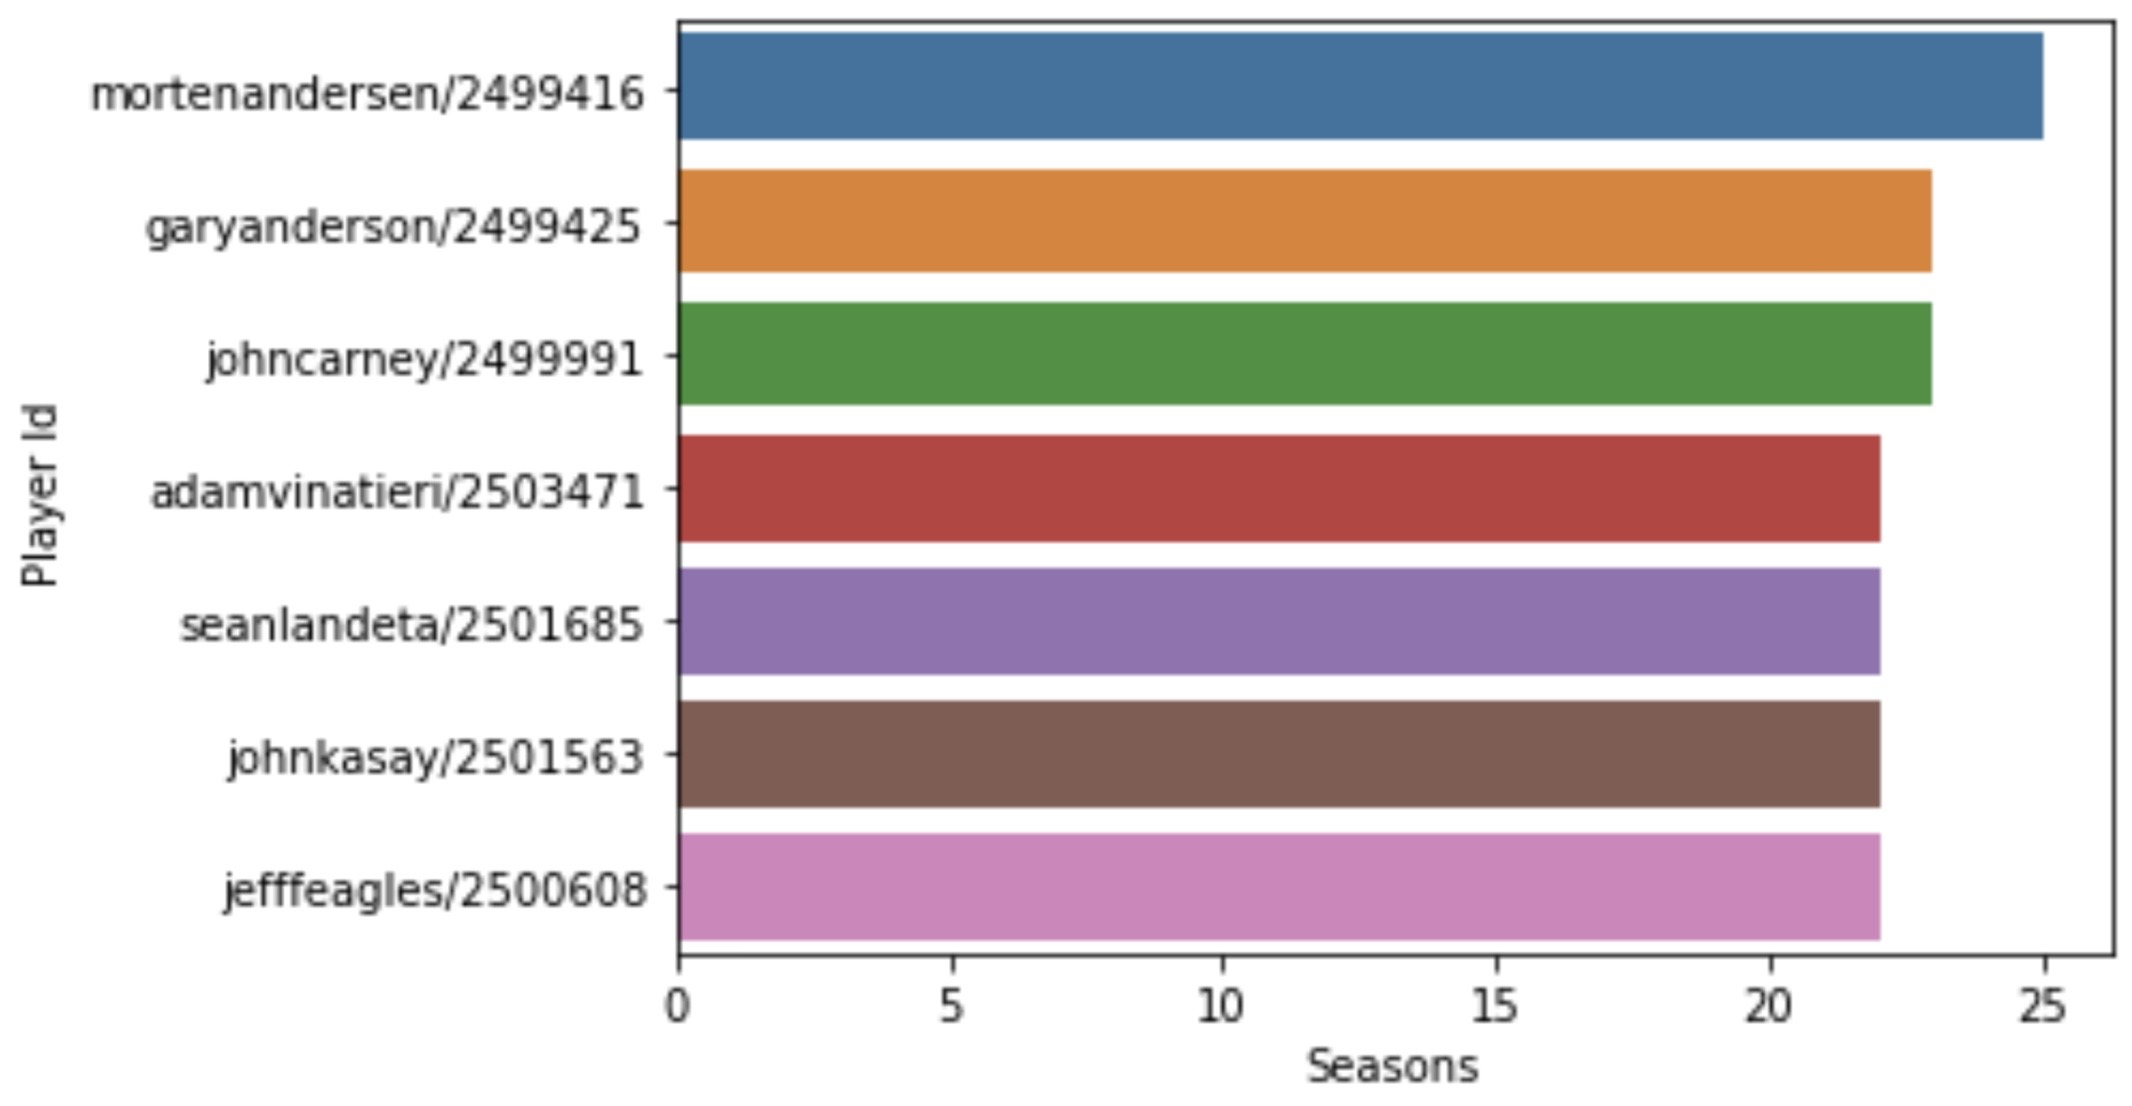 mortenandersen/2499416
garyanderson/2499425
johncarney/2499991
adamvinatieri/2503471
seanlandeta/2501685
johnkasay/2501563
jefffeagles/2500608
Player Id
0 5 10 15 20 25
Seasons